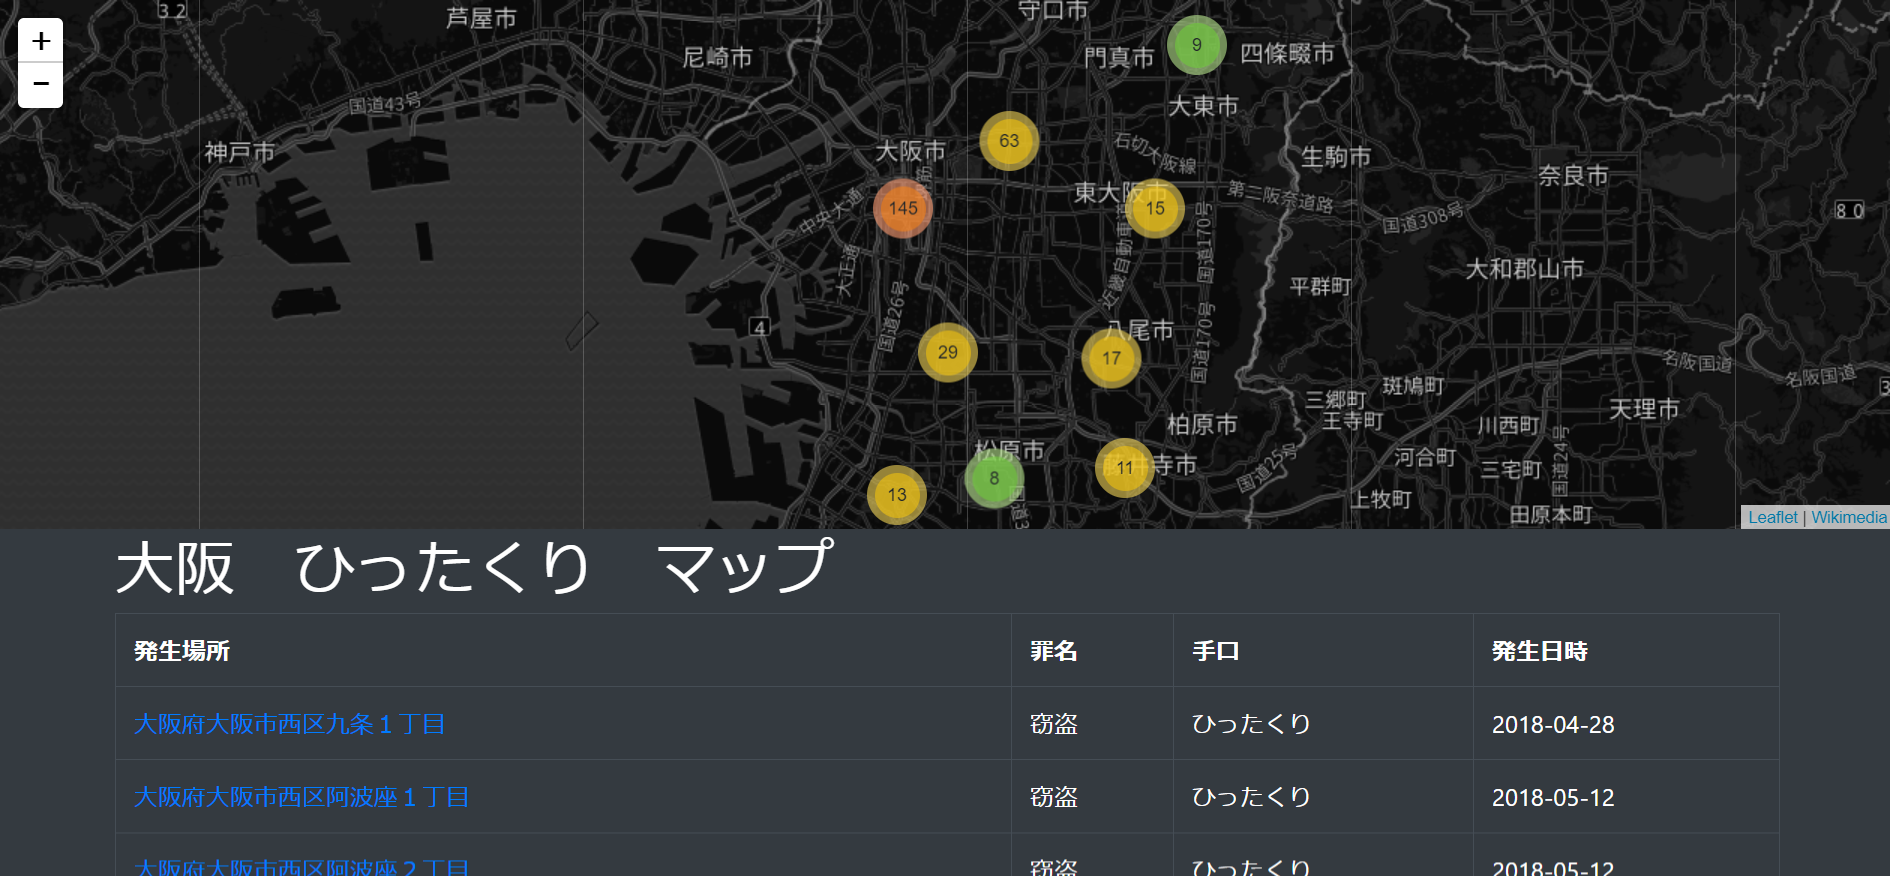 +
−
3 2
芦屋市
守口市
尼崎市
門真市
9
四條畷市
国道43号
大東市
神戸市
大阪市
63
石切大阪線
生駒市
奈良市
145
中央大通
東大阪市
15
第二阪奈道路
国道308号
8 0
大正通
近畿自動車道
国道170号
大和郡山市
平群町
4
国道26号
29
八尾市
17
国道170号
名阪国道
名阪国道
3
斑鳩町
三郷町
王寺町
天理市
柏原市
川西町
松原市
8
11
寺市
国道25号
河合町
三宅町
国道24号
13
上牧町
田原本町
Leaflet | Wikimedia
大阪　ひったくり　マップ
発生場所 罪名 手口 発生日時
大阪府大阪市西区九条１丁目 窃盗 ひったくり 2018-04-28
大阪府大阪市西区阿波座１丁目 窃盗 ひったくり 2018-05-12
大阪府大阪市西区阿波座２丁目 窃盗 ひったくり 2018-05-12